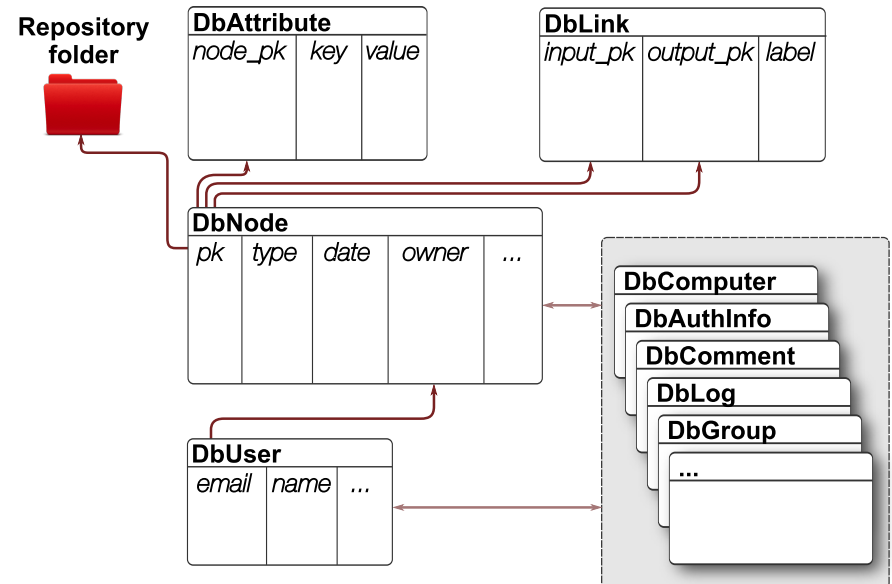 Repository
folder
DbAttribute
node_pk key value
DbLink
input_pk output_pk label
DbNode
pk type date owner ...
DbComputer
DbAuthInfo
DbComment
DbLog
DbGroup
...
DbUser
email name ...